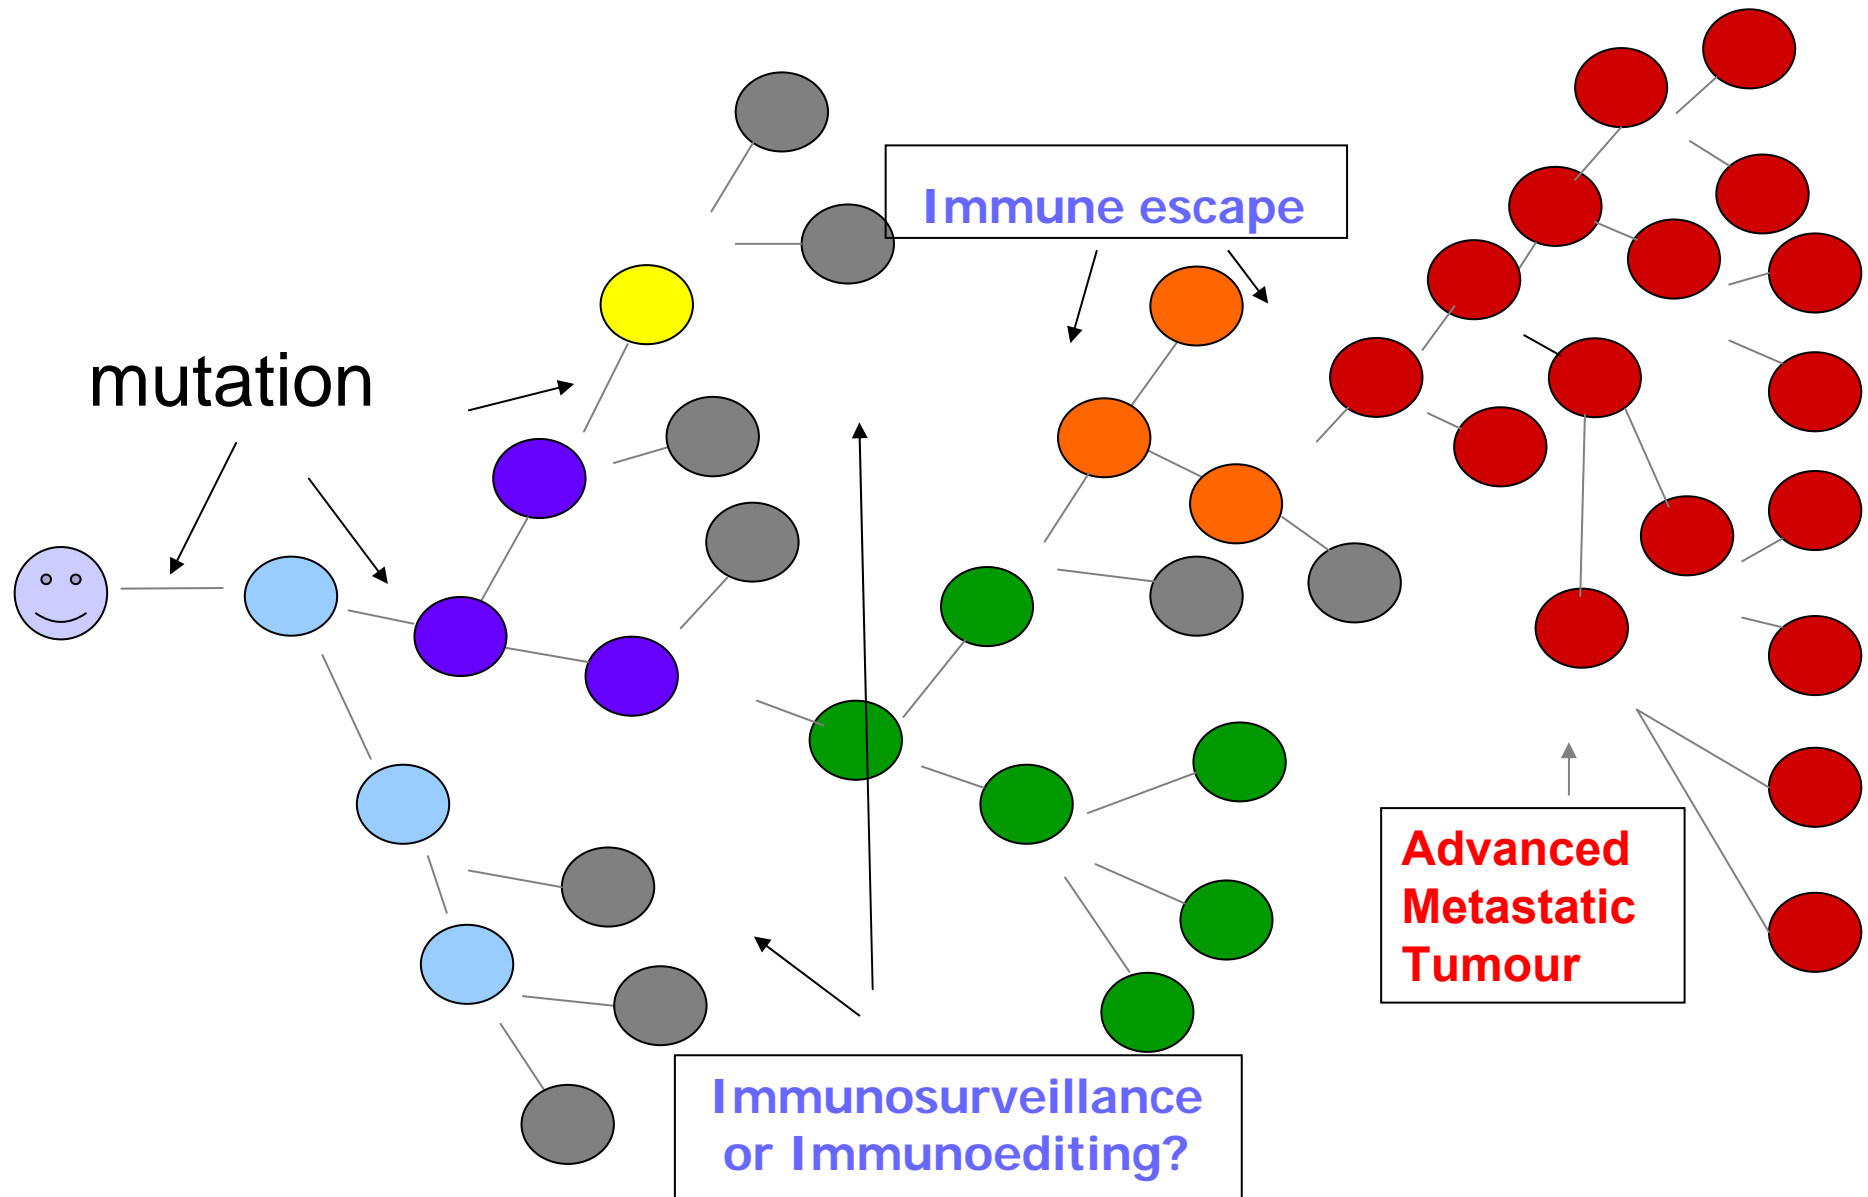 Immune escape
mutation
Advanced
Metastatic
Tumour
Immunosurveillance
or Immunoediting?